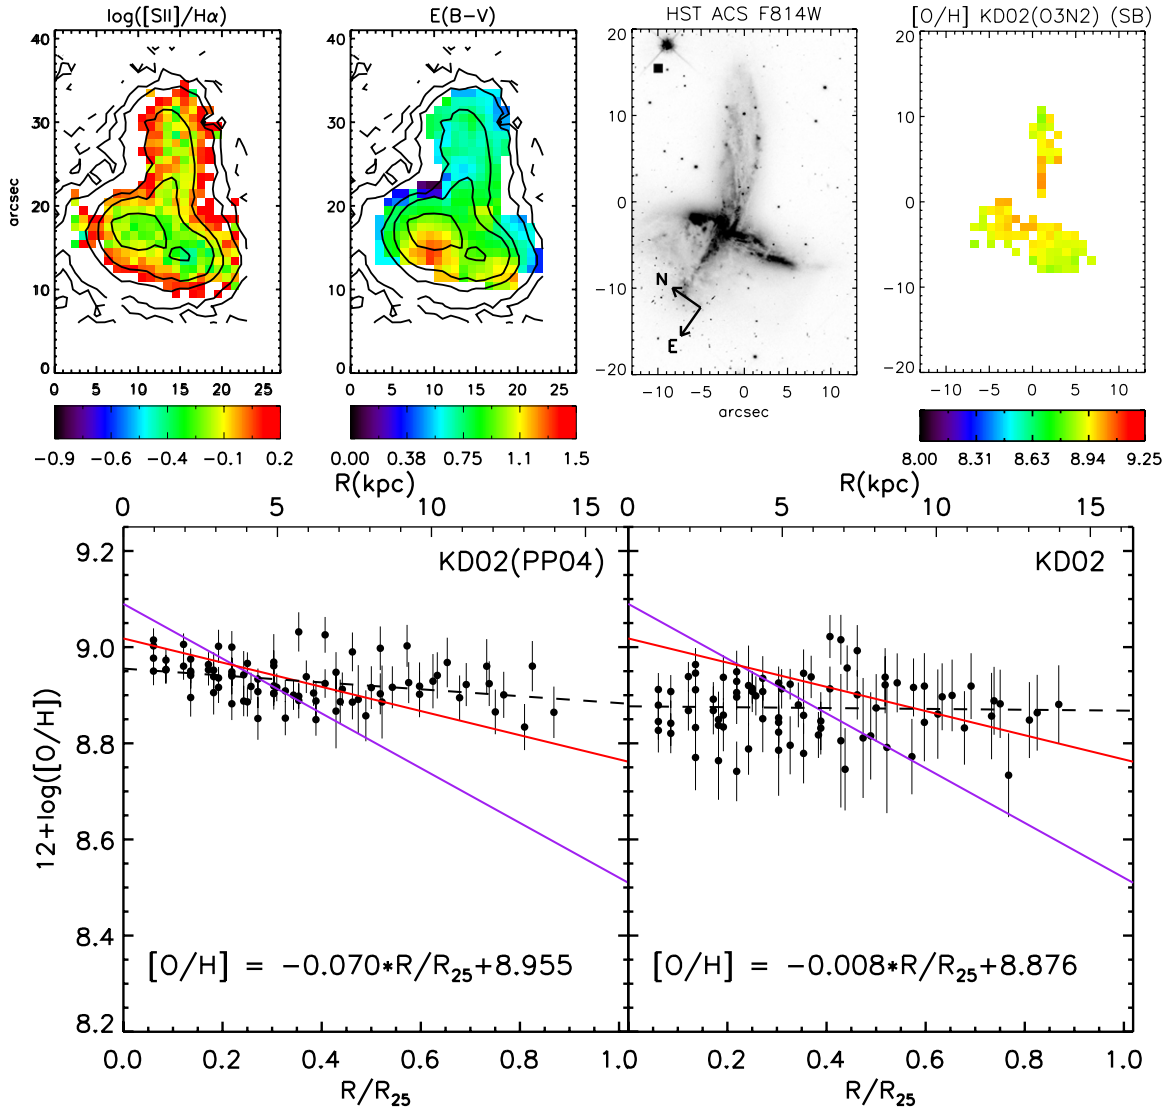 log([SII]/Hα)
E(B-V)
HST ACS F814W
[O/H] KD02(O3N2) (SB)
40
30
20
10
0
arcsec
0 5 10 15 20 25
−0.9 −0.6 −0.4 −0.1 0.2
40
30
20
10
0
0 5 10 15 20 25
0.00 0.38 0.75 1.1 1.5
20
10
0
−10
−20
N
E
−10 −5 0 5 10
arcsec
20
10
0
−10
−20
−10 −5 0 5 10
8.00 8.31 8.63 8.94 9.25
R(kpc)
R(kpc)
0 5 10 15
0 5 10 15
KD02(PP04)
KD02
9.2
9.0
8.8
8.6
8.4
8.2
12+log([O/H])
[O/H] = −0.070*R/R25+8.955
[O/H] = −0.008*R/R25+8.876
0.0 0.2 0.4 0.6 0.8 1.0
0.0 0.2 0.4 0.6 0.8 1.0
R/R25
R/R25